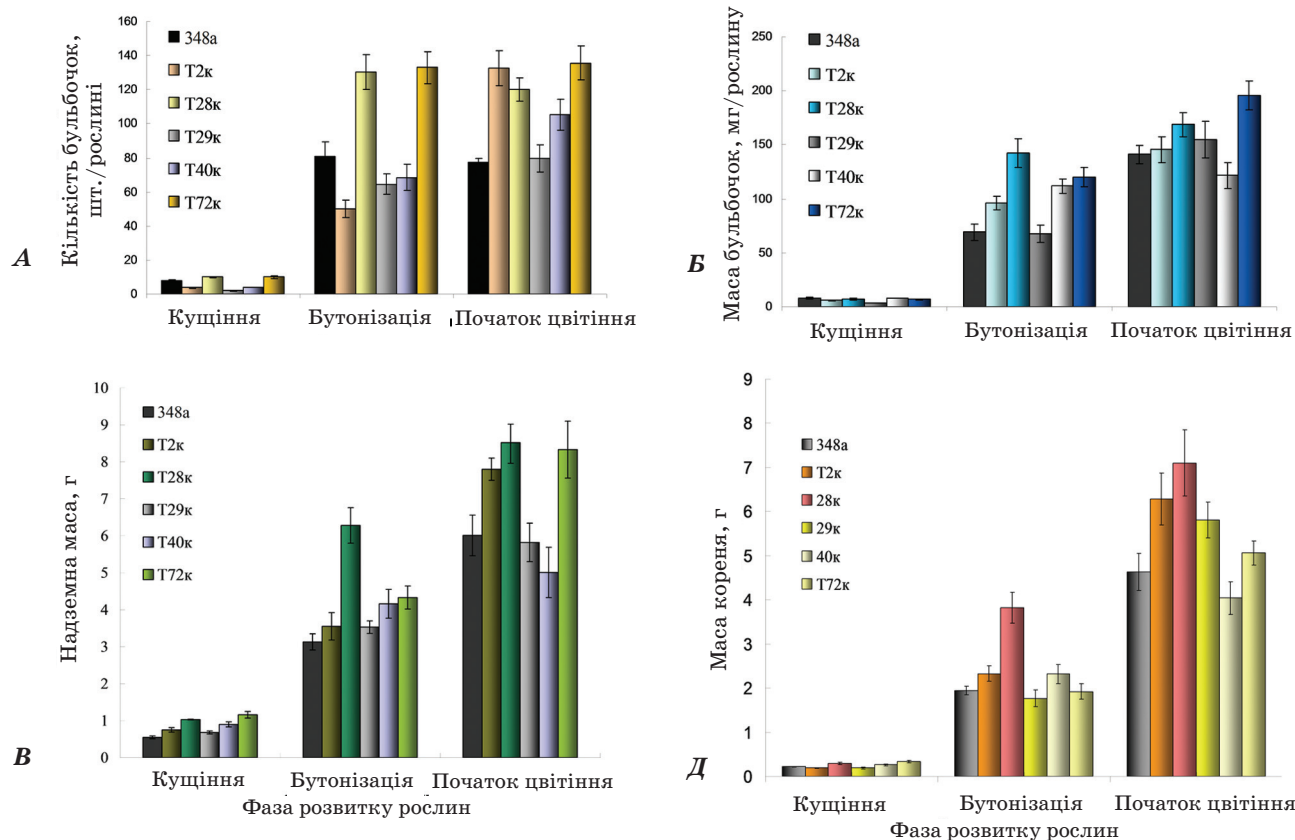 А
Кількість бульбочок,
шт./рослині
160
140
120
100
80
60
40
20
0
348а
Т2к
Т28к
Т29к
Т40к
Т72к
Кущіння
Бутонізація
Початок цвітіння
Б
Маса бульбочок, мг/рослину
250
200
150
100
50
0
348а
Т2к
Т28к
Т29к
Т40к
Т72к
Кущіння
Бутонізація
Початок цвітіння
В
Надземна маса, г
10
9
8
7
6
5
4
3
2
1
0
348а
Т2к
Т28к
Т29к
Т40к
Т72к
Кущіння
Бутонізація
Початок цвітіння
Фаза розвитку рослин
Д
Маса кореня, г
9
8
7
6
5
4
3
2
1
0
348а
Т2к
28к
29к
40к
Т72к
Кущіння
Бутонізація
Початок цвітіння
Фаза розвитку рослин